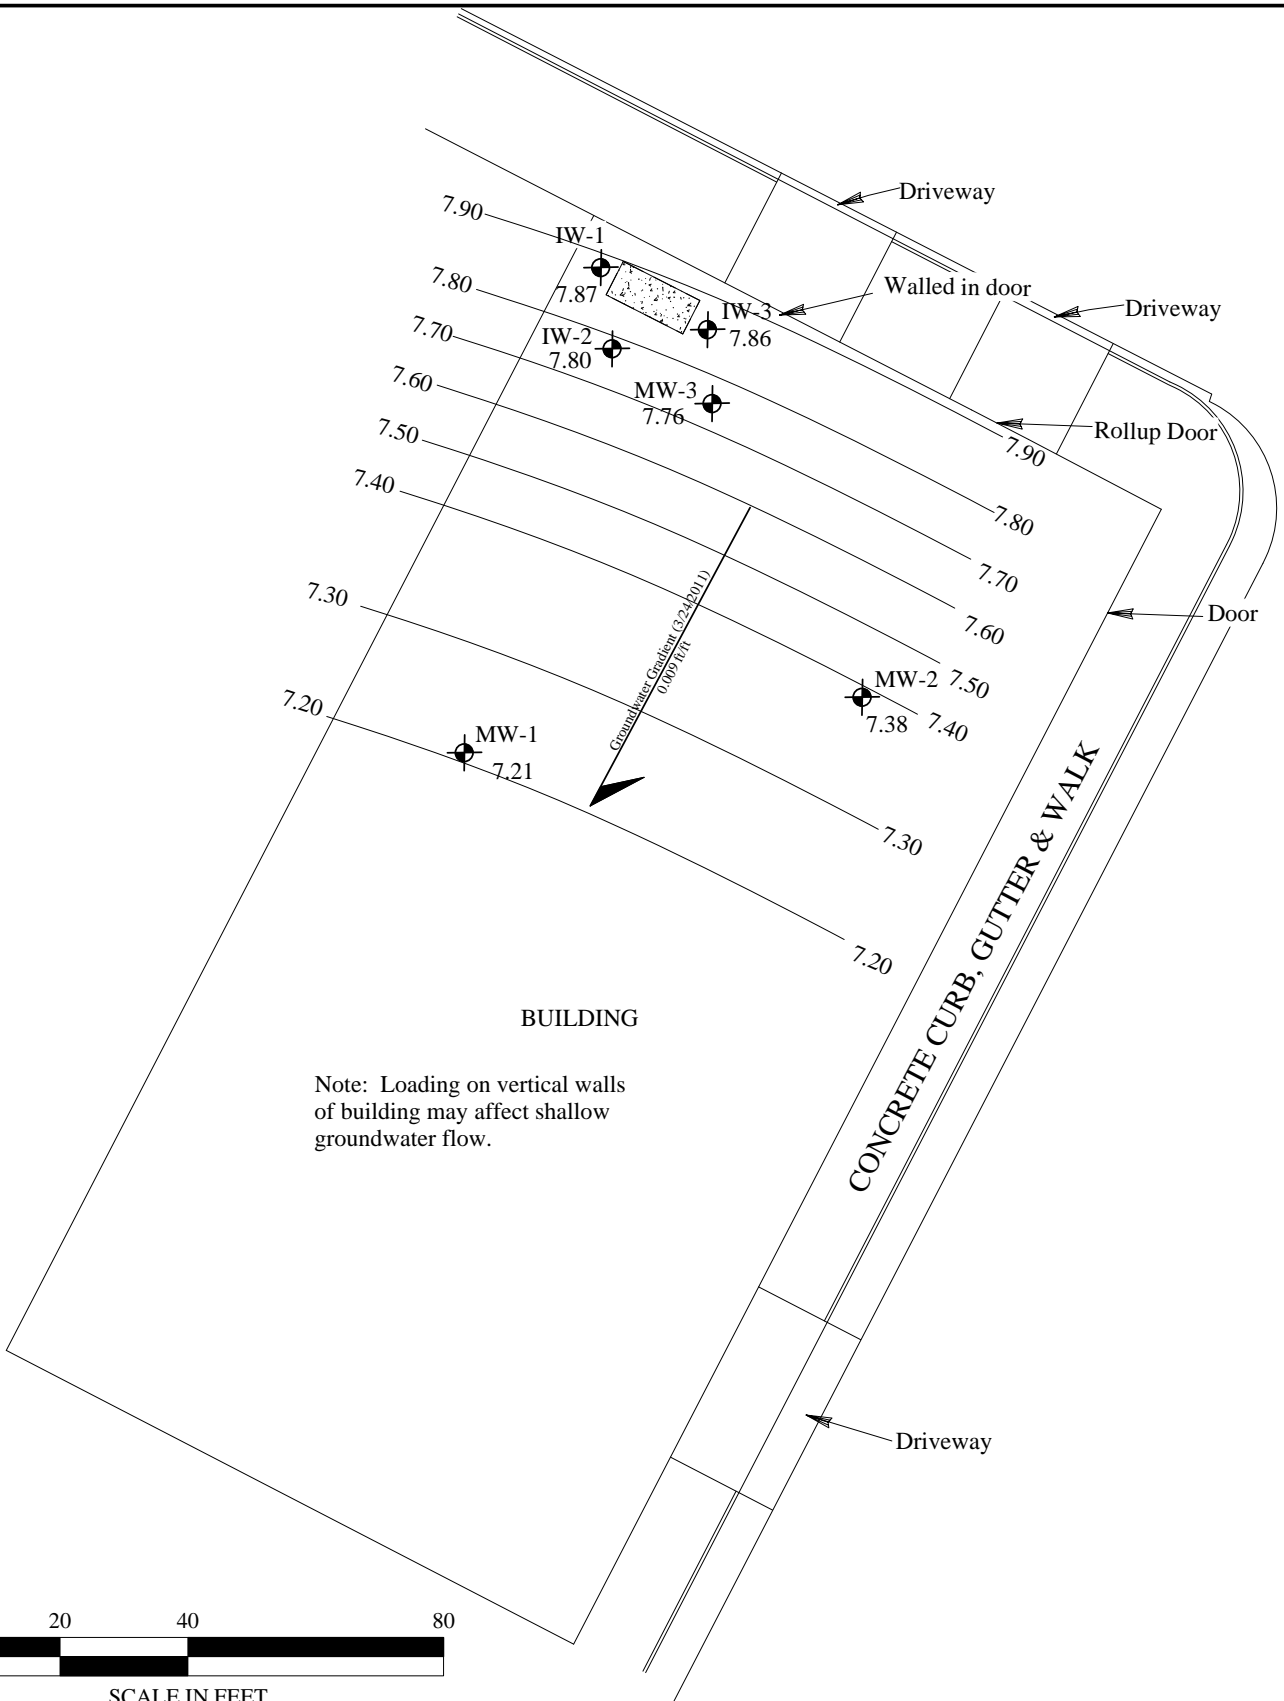 Driveway
7.90
IW-1
7.80
7.87
Walled in door
Driveway
7.70
IW-2
7.80
IW-3
7.86
7.60
MW-3
7.76
7.50
Rollup Door
7.90
7.40
7.80
7.70
7.30
Groundwater Gradient (3/24/2011)
0.009 ft/ft
7.60
Door
7.20
MW-2
7.38
7.50
7.40
MW-1
7.21
7.30
7.20
CONCRETE CURB, GUTTER & WALK
BUILDING
Note: Loading on vertical walls
of building may affect shallow
groundwater flow.
Driveway
20 40 80
SCALE IN FEET